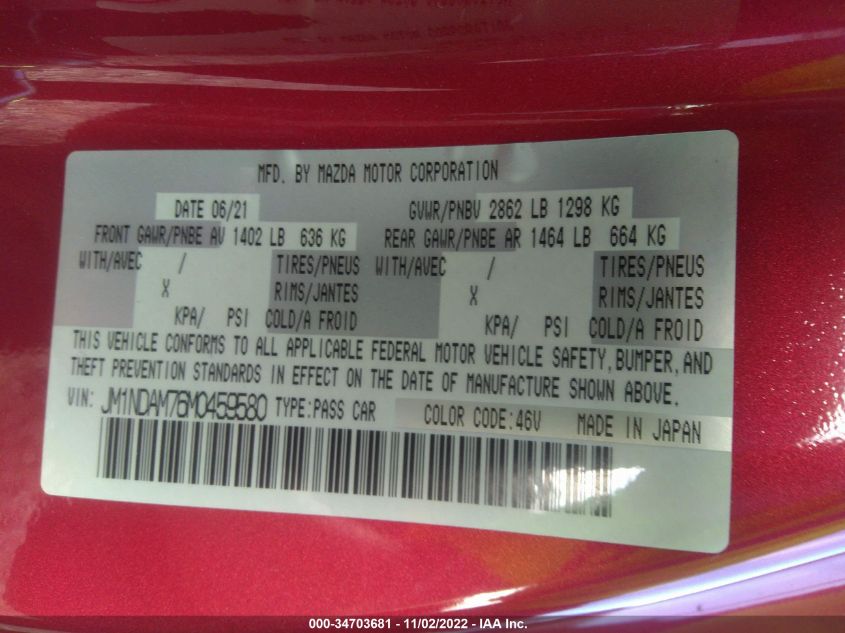 MFD. BY MAZDA MOTOR CORPORATION
DATE 06/21 GVWR/PNBV 2862 LB 1298 KG
FRONT GAWR/PNBE AV 1402 LB 636 KG REAR GAWR/PNBE AR 1464 LB 664 KG
WITH/AVEC / TIRES/PNEUS WITH/AVEC / TIRES/PNEUS
X RIMS/JANTES X RIMS/JANTES
KPA/ PSI COLD/A FROID KPA/ PSI COLD/A FROID
THIS VEHICLE CONFORMS TO ALL APPLICABLE FEDERAL MOTOR VEHICLE SAFETY, BUMPER, AND
THEFT PREVENTION STANDARDS IN EFFECT ON THE DATE OF MANUFACTURE SHOWN ABOVE.
VIN: JM1NDAM76M0459580 TYPE:PASS CAR COLOR CODE:46V MADE IN JAPAN
000-34703681 - 11/02/2022 - IAA Inc.